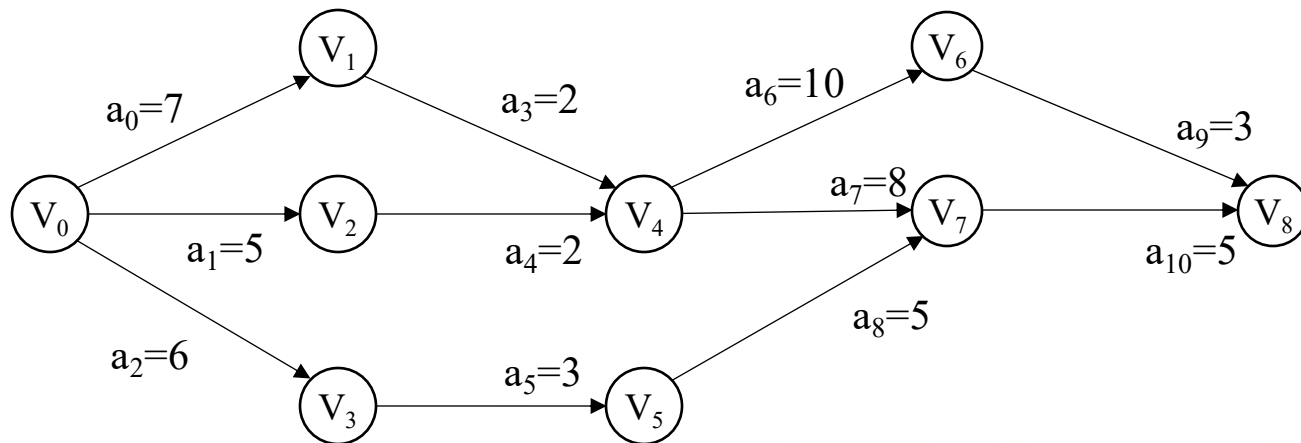 V₁
V₆
a₆=10
a₀=7
a₃=2
a₉=3
a₇=8
V₀
V₂
V₄
V₇
V₈
a₁=5
a₄=2
a₁₀=5
a₈=5
a₂=6
a₅=3
V₃
V₅